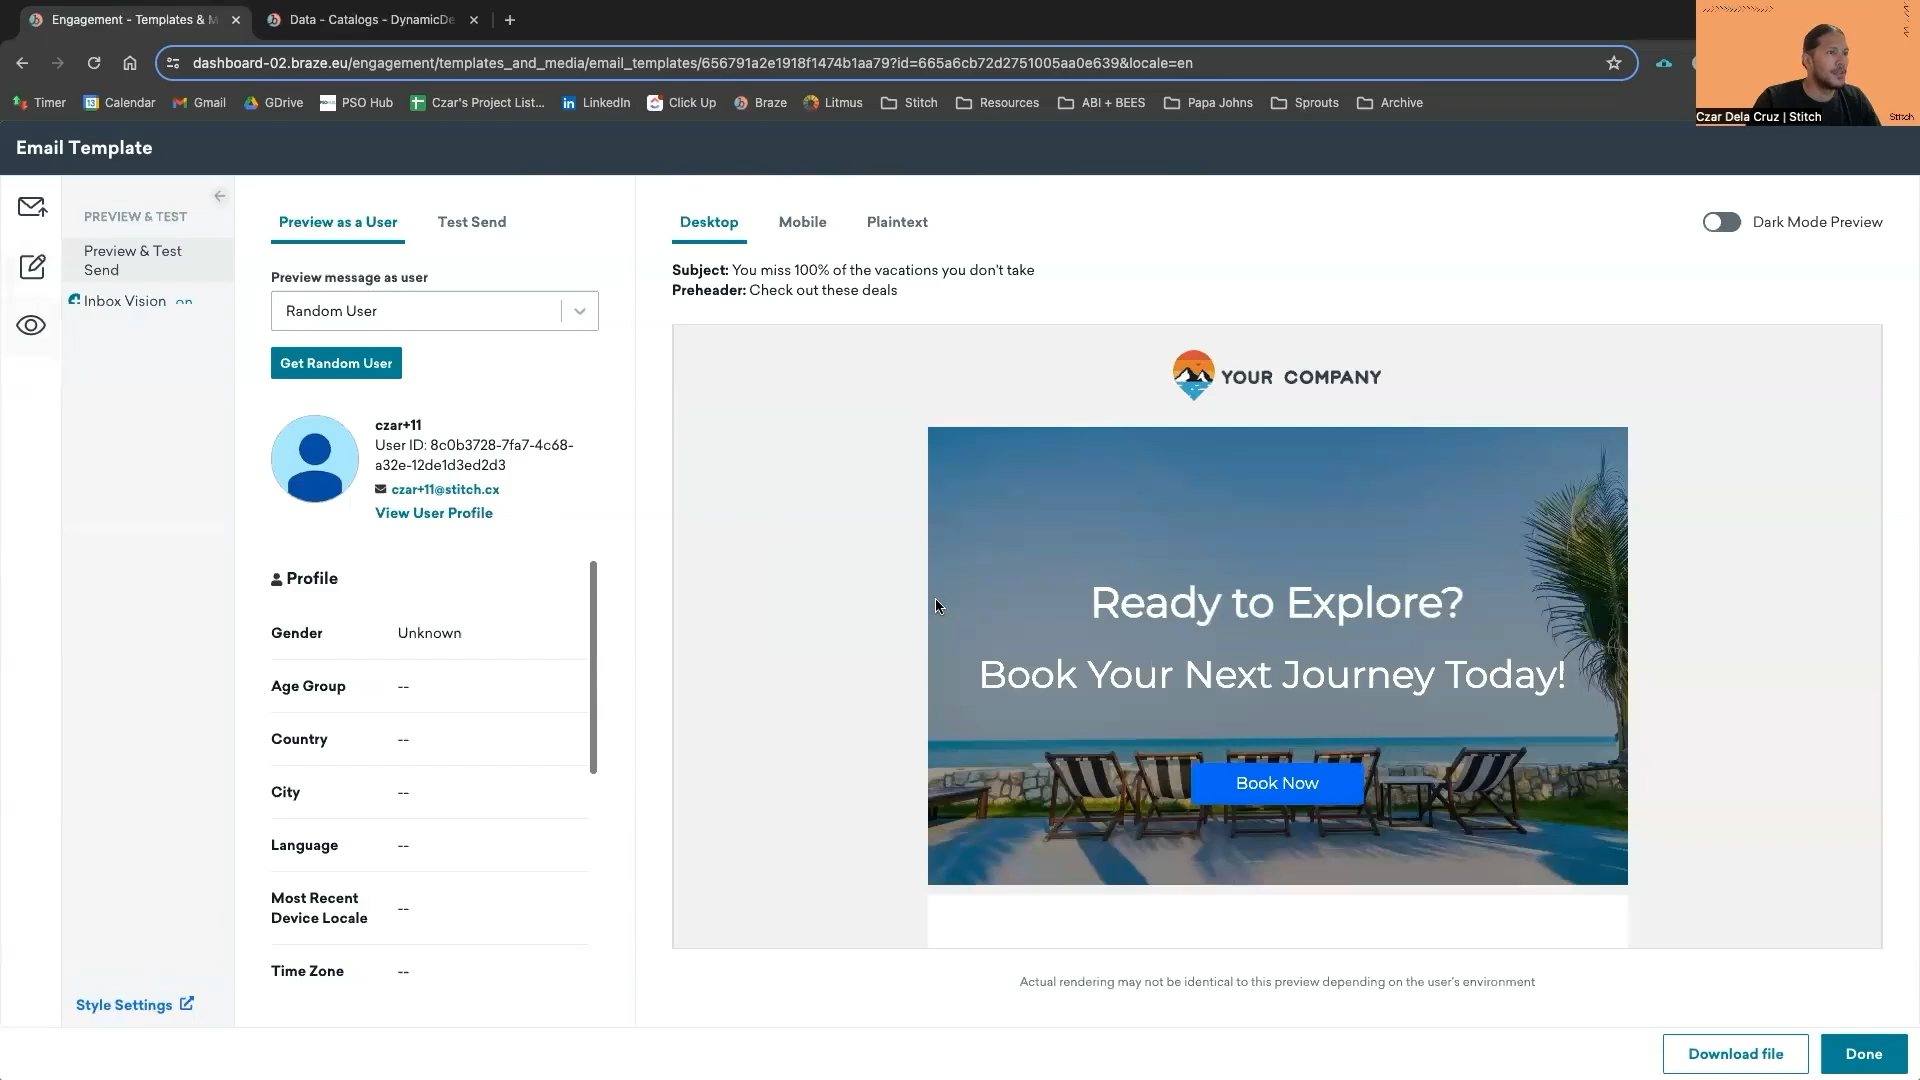 Engagement - Templates & M
Data - Catalogs - DynamicDe
dashboard-02.braze.eu/engagement/templates_and_media/email_templates/656791a2e1918f1474b1aa79?id=665a6cb72d2751005aa0e639&locale=en
Timer
Calendar
Gmail
GDrive
PSO Hub
Czar's Project List...
LinkedIn
Click Up
Braze
Litmus
Stitch
Resources
ABI + BEES
Papa Johns
Sprouts
Archive
Czar Dela Cruz | Stitch
Stitch
Email Template
PREVIEW & TEST
Preview & Test
Send
Inbox Vision on
Style Settings
Preview as a User
Test Send
Preview message as user
Random User
Get Random User
czar+11
User ID: 8c0b3728-7fa7-4c68-
a32e-12de1d3ed2d3
czar+11@stitch.cx
View User Profile
Profile
Gender Unknown
Age Group --
Country --
City --
Language --
Most Recent
Device Locale --
Time Zone --
Desktop
Mobile
Plaintext
Dark Mode Preview
Subject: You miss 100% of the vacations you don't take
Preheader: Check out these deals
YOUR COMPANY
Ready to Explore?
Book Your Next Journey Today!
Book Now
Actual rendering may not be identical to this preview depending on the user's environment
Download file
Done